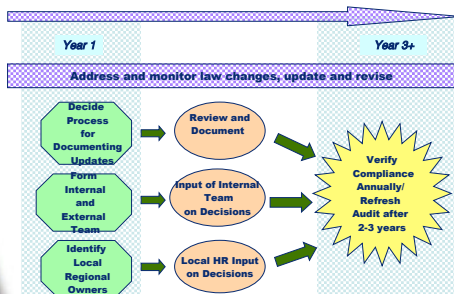 Year 1
Year 3+
Address and monitor law changes, update and revise
Decide
Process
for
Documenting
Updates
Review and
Document
Form
Internal
and
External
Team
Input of Internal
Team
on Decisions
Verify
Compliance
Annually/
Refresh
Audit after
2-3 years
Identify
Local
Regional
Owners
Local HR Input
on Decisions